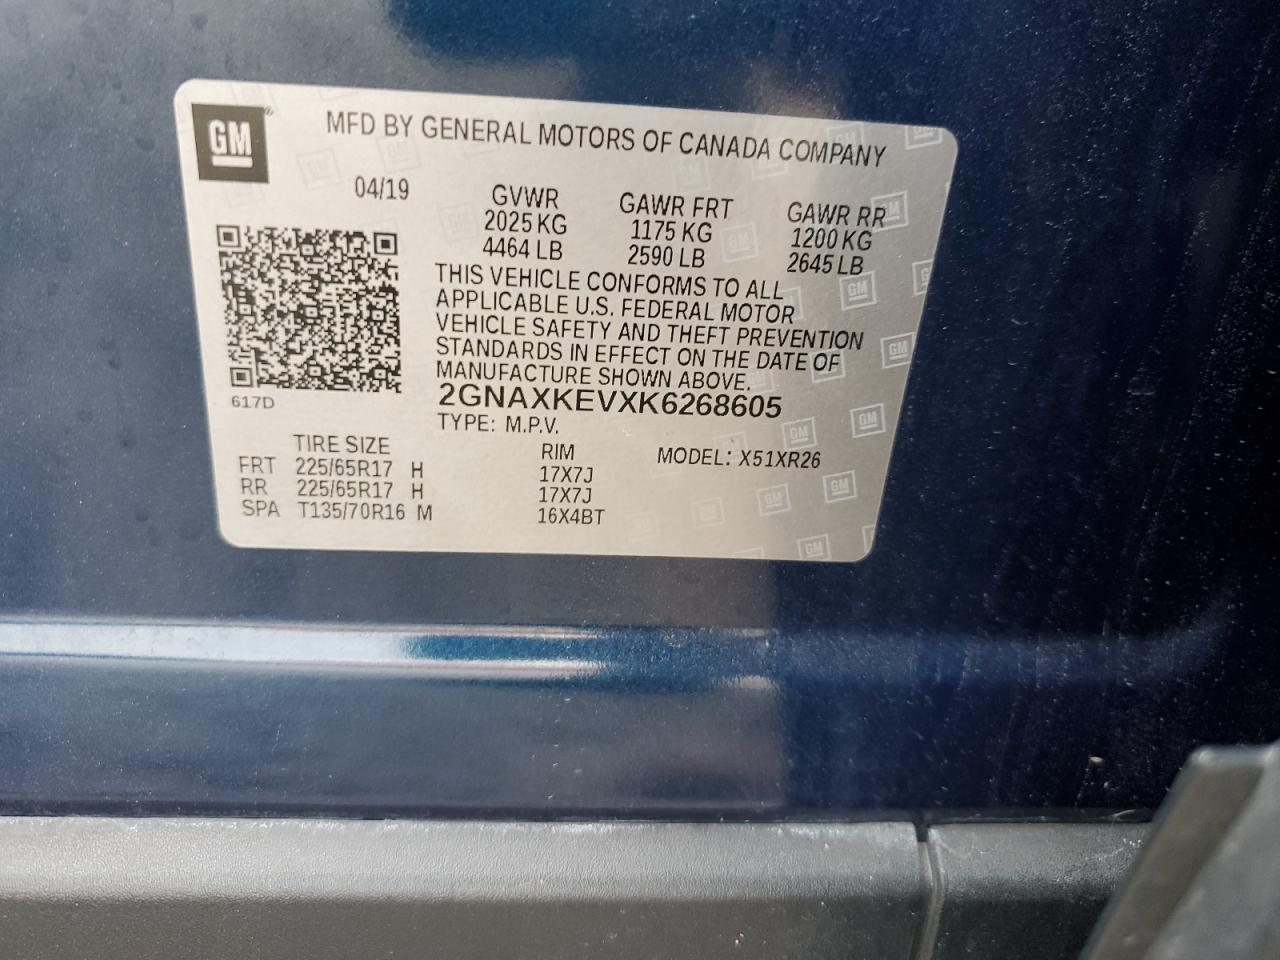 GM
MFD BY GENERAL MOTORS OF CANADA COMPANY
04/19
GVWR GAWR FRT GAWR RR
2025 KG 1175 KG 1200 KG
4464 LB 2590 LB 2645 LB
THIS VEHICLE CONFORMS TO ALL
APPLICABLE U.S. FEDERAL MOTOR
VEHICLE SAFETY AND THEFT PREVENTION
STANDARDS IN EFFECT ON THE DATE OF
MANUFACTURE SHOWN ABOVE.
2GNAXKEVXK6268605
617D
TYPE: M.P.V.
TIRE SIZE RIM MODEL: X51XR26
FRT 225/65R17 H 17X7J
RR 225/65R17 H 17X7J
SPA T135/70R16 M 16X4BT